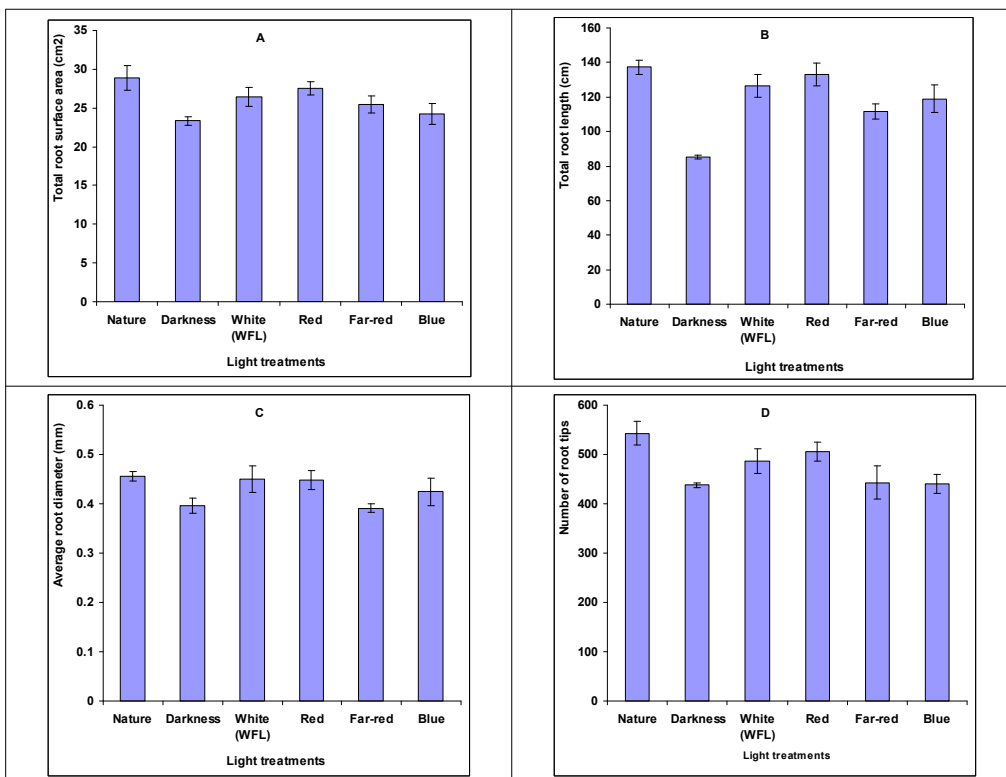 A
Total root surface area (cm2)
35
30
25
20
15
10
5
0
Nature Darkness White Red Far-red Blue
(WFL)
Light treatments
B
Total root length (cm)
160
140
120
100
80
60
40
20
0
Nature Darkness White Red Far-red Blue
(WFL)
Light treatments
C
Average root diameter (mm)
0.6
0.5
0.4
0.3
0.2
0.1
0
Nature Darkness White Red Far-red Blue
(WFL)
Light treatments
D
Number of root tips
600
500
400
300
200
100
0
Nature Darkness White Red Far-red Blue
(WFL)
Light treatments